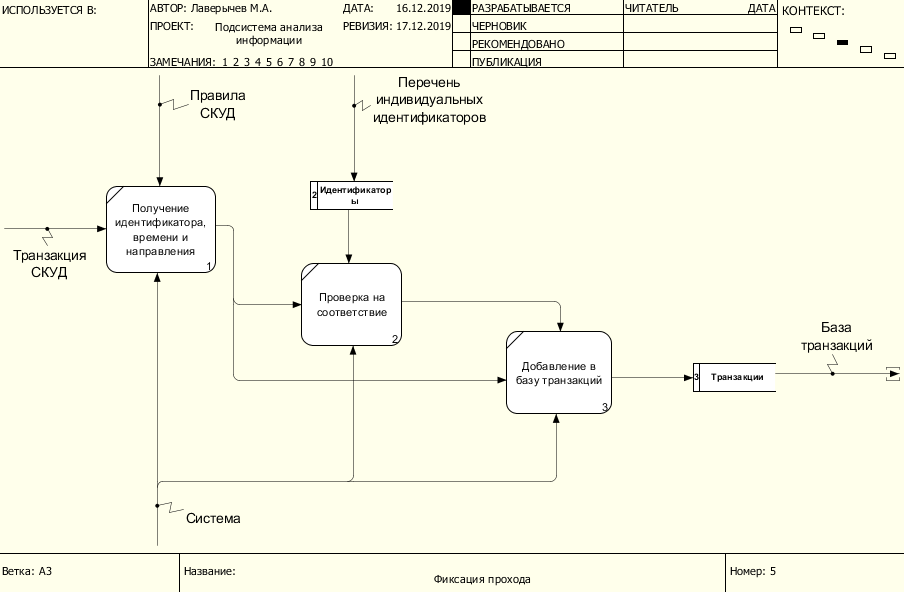 ИСПОЛЬЗУЕТСЯ В:
АВТОР: Лаверычев М.А.
ДАТА: 16.12.2019
РАЗРАБАТЫВАЕТСЯ
ЧИТАТЕЛЬ
ДАТА
КОНТЕКСТ:
ПРОЕКТ: Подсистема анализа
информации
РЕВИЗИЯ: 17.12.2019
ЧЕРНОВИК
РЕКОМЕНДОВАНО
ЗАМЕЧАНИЯ: 1 2 3 4 5 6 7 8 9 10
ПУБЛИКАЦИЯ
Правила
СКУД
Перечень
индивидуальных
идентификаторов
2
Идентификатор
ы
Получение
идентификатора,
времени и
направления
1
Транзакция
СКУД
Проверка на
соответствие
2
База
транзакций
Добавление в
базу транзакций
3
3
Транзакции
Система
Ветка: A3
Название:
Фиксация прохода
Номер: 5